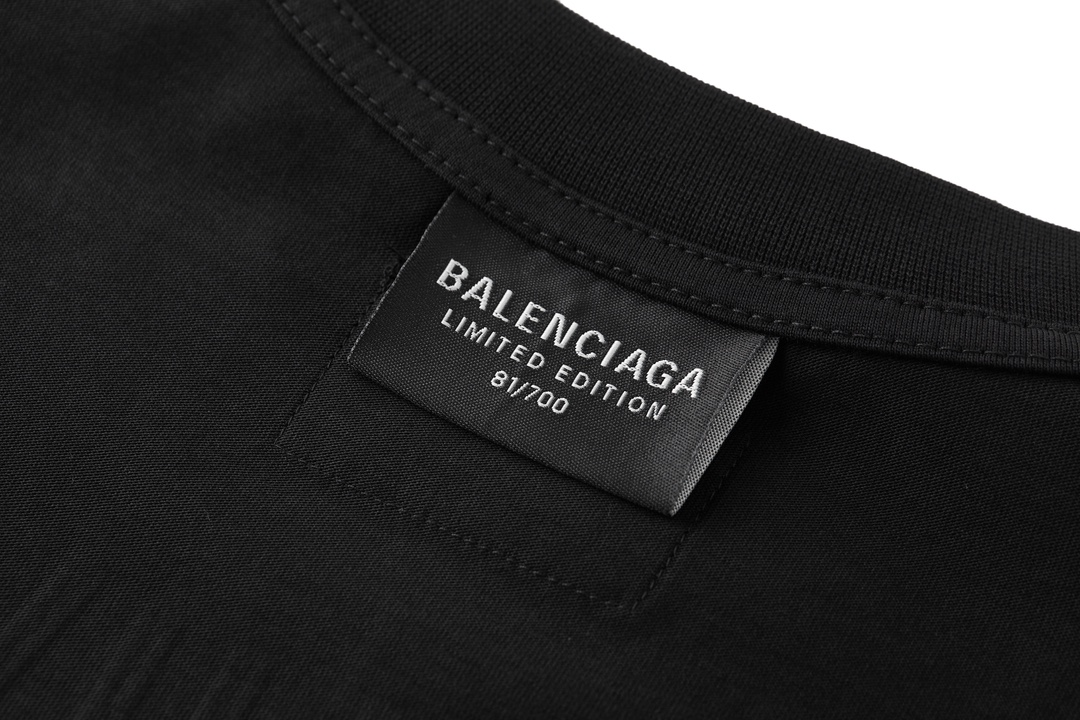 BALENCIAGA
LIMITED EDITION
81/700